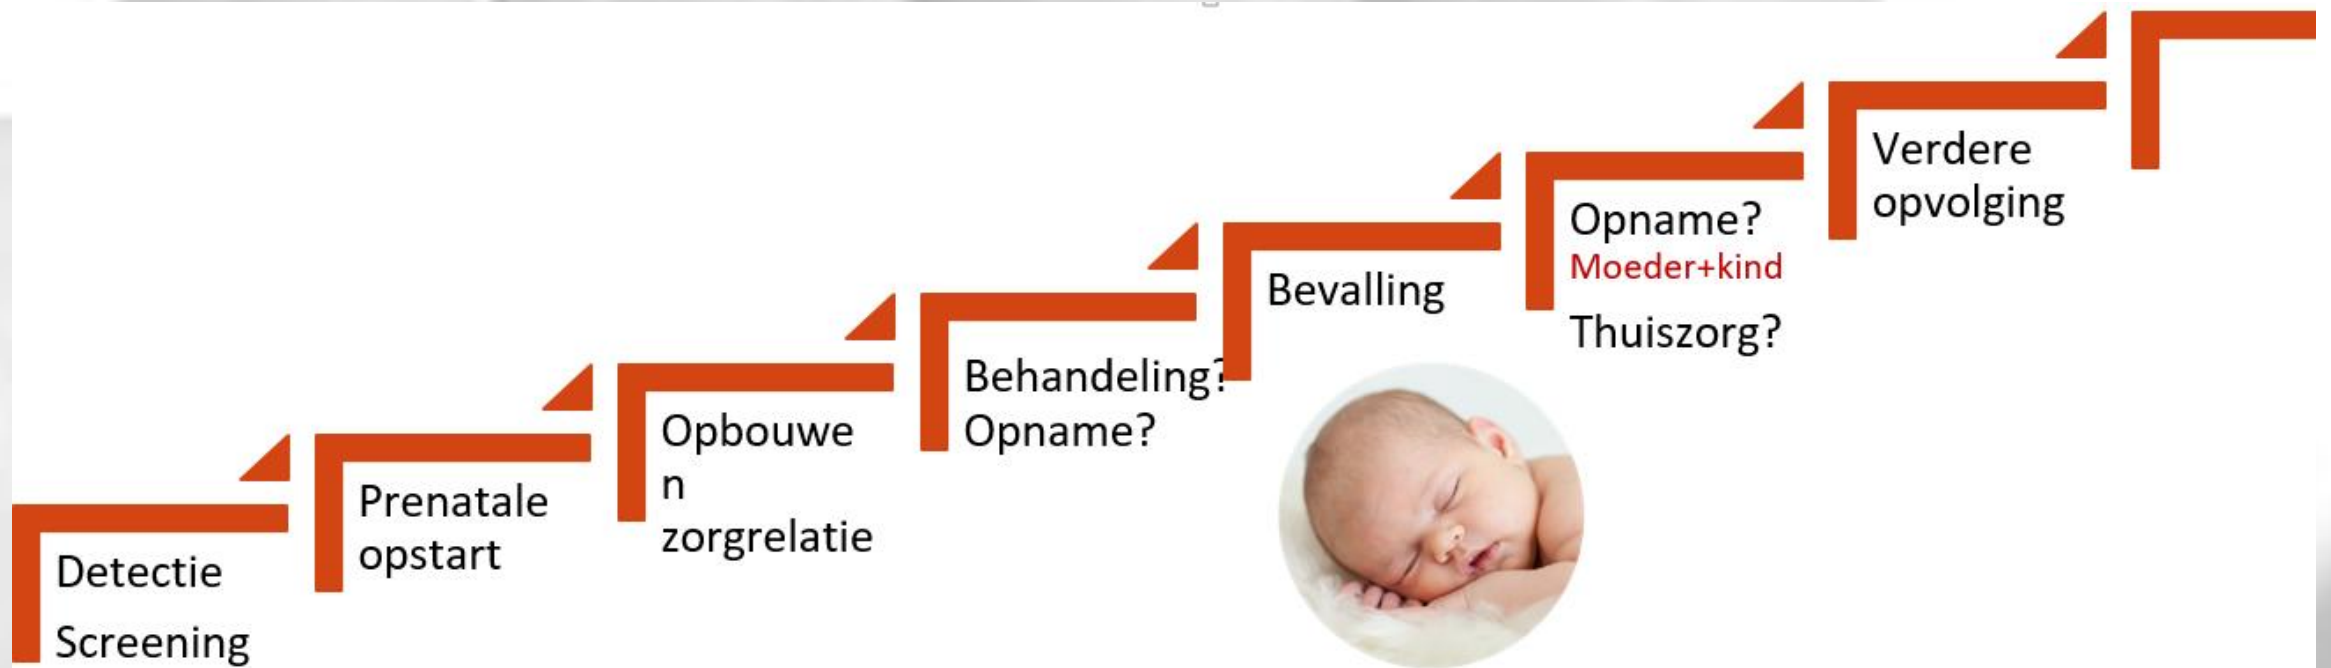 Detectie
Screening
Prenatale
opstart
Opbouwe
n
zorgrelatie
Behandeling?
Opname?
Bevalling
Opname?
Moeder+kind
Thuiszorg?
Verdere
opvolging